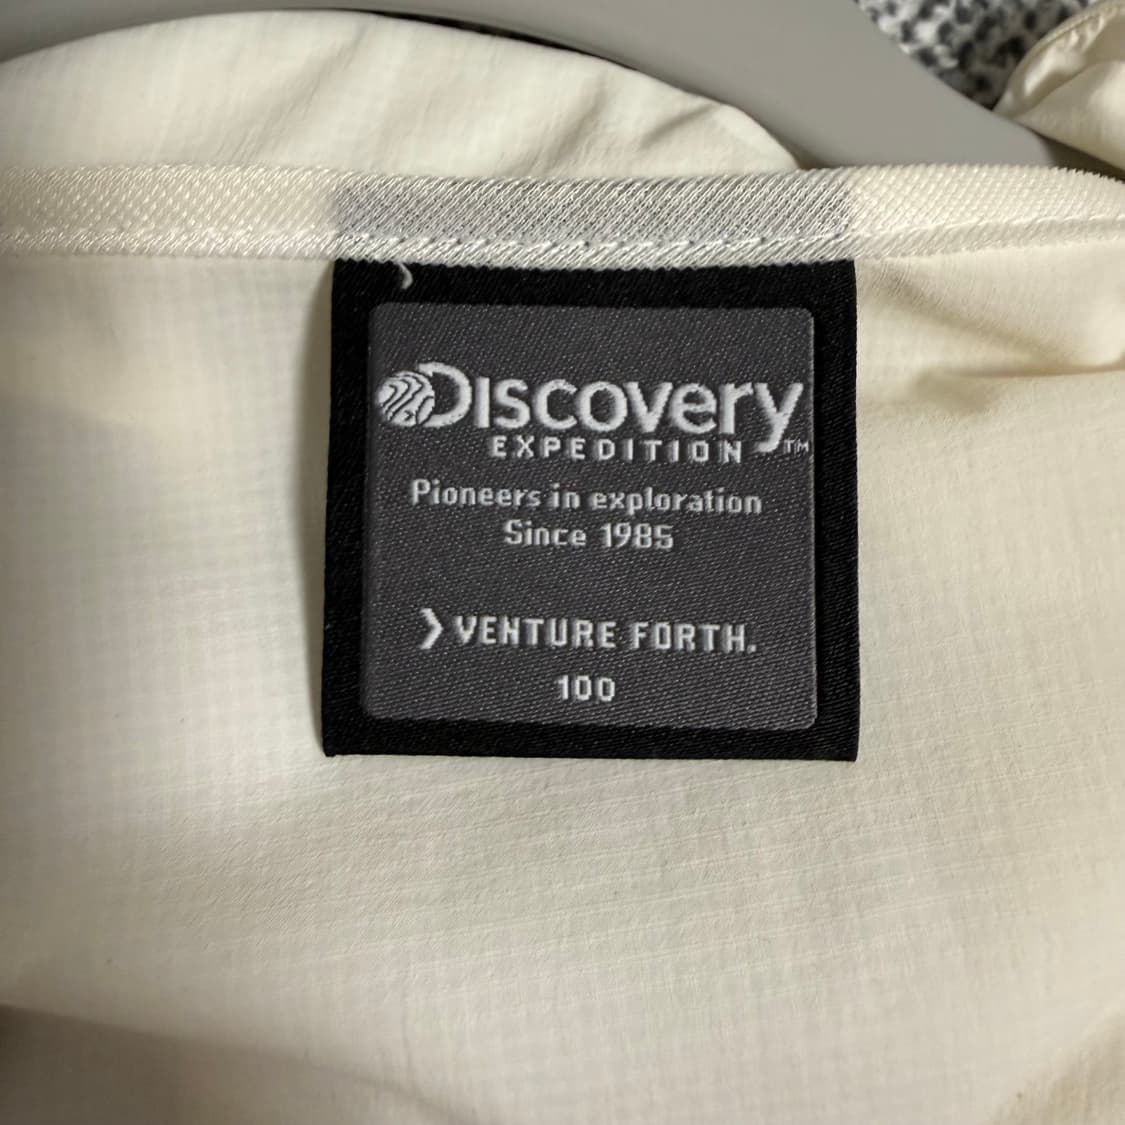 DISCOVERY
EXPEDITION™
Pioneers in exploration
Since 1985
❯ VENTURE FORTH.
100